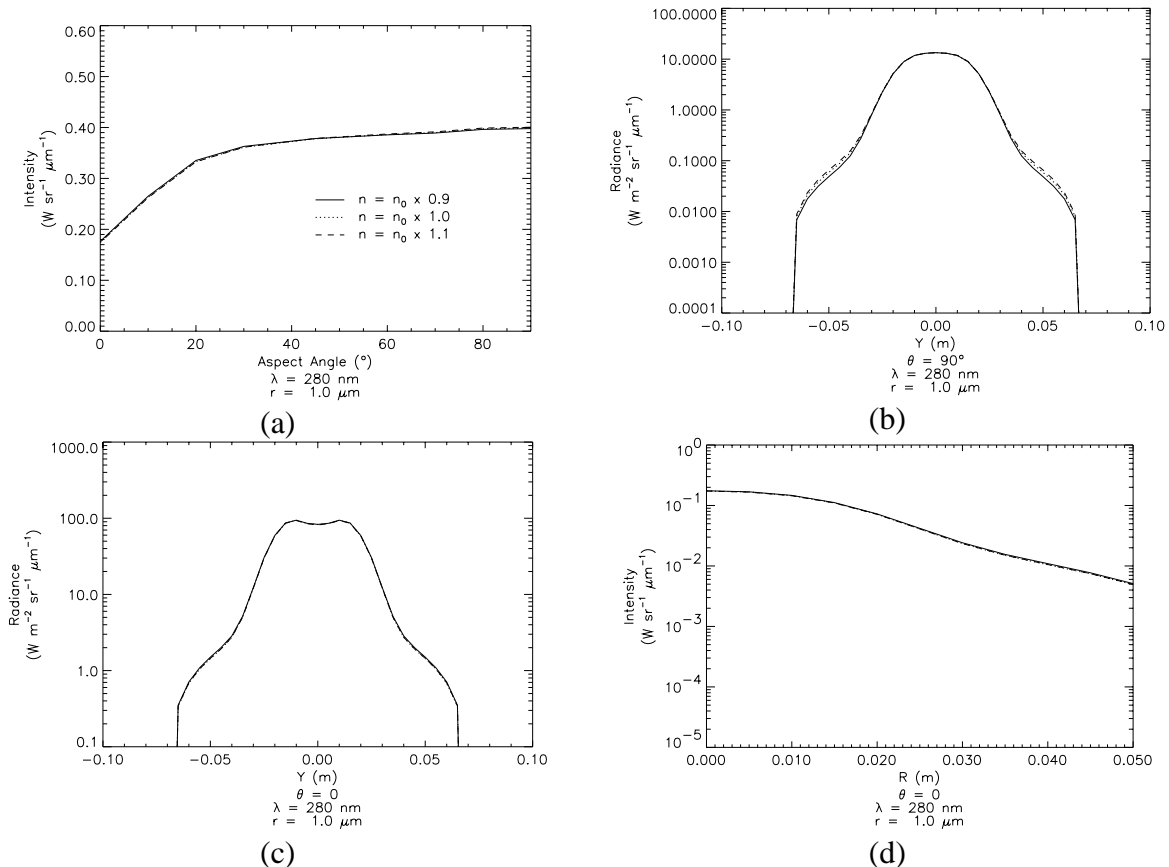 0.60
0.50
0.40
0.30
0.20
0.10
0.00
Intensity
(W sr⁻¹ μm⁻¹)
n = n₀ x 0.9
n = n₀ x 1.0
n = n₀ x 1.1
0 20 40 60 80
Aspect Angle (°)
λ = 280 nm
r = 1.0 μm
(a)
100.0000
10.0000
1.0000
0.1000
0.0100
0.0010
0.0001
Radiance
(W m⁻² sr⁻¹ μm⁻¹)
−0.10 −0.05 0.00 0.05 0.10
Y (m)
θ = 90°
λ = 280 nm
r = 1.0 μm
(b)
1000.0
100.0
10.0
1.0
0.1
Radiance
(W m⁻² sr⁻¹ μm⁻¹)
−0.10 −0.05 0.00 0.05 0.10
Y (m)
θ = 0
λ = 280 nm
r = 1.0 μm
(c)
10⁰
10⁻¹
10⁻²
10⁻³
10⁻⁴
10⁻⁵
Intensity
(W sr⁻¹ μm⁻¹)
0.000 0.010 0.020 0.030 0.040 0.050
R (m)
θ = 0
λ = 280 nm
r = 1.0 μm
(d)